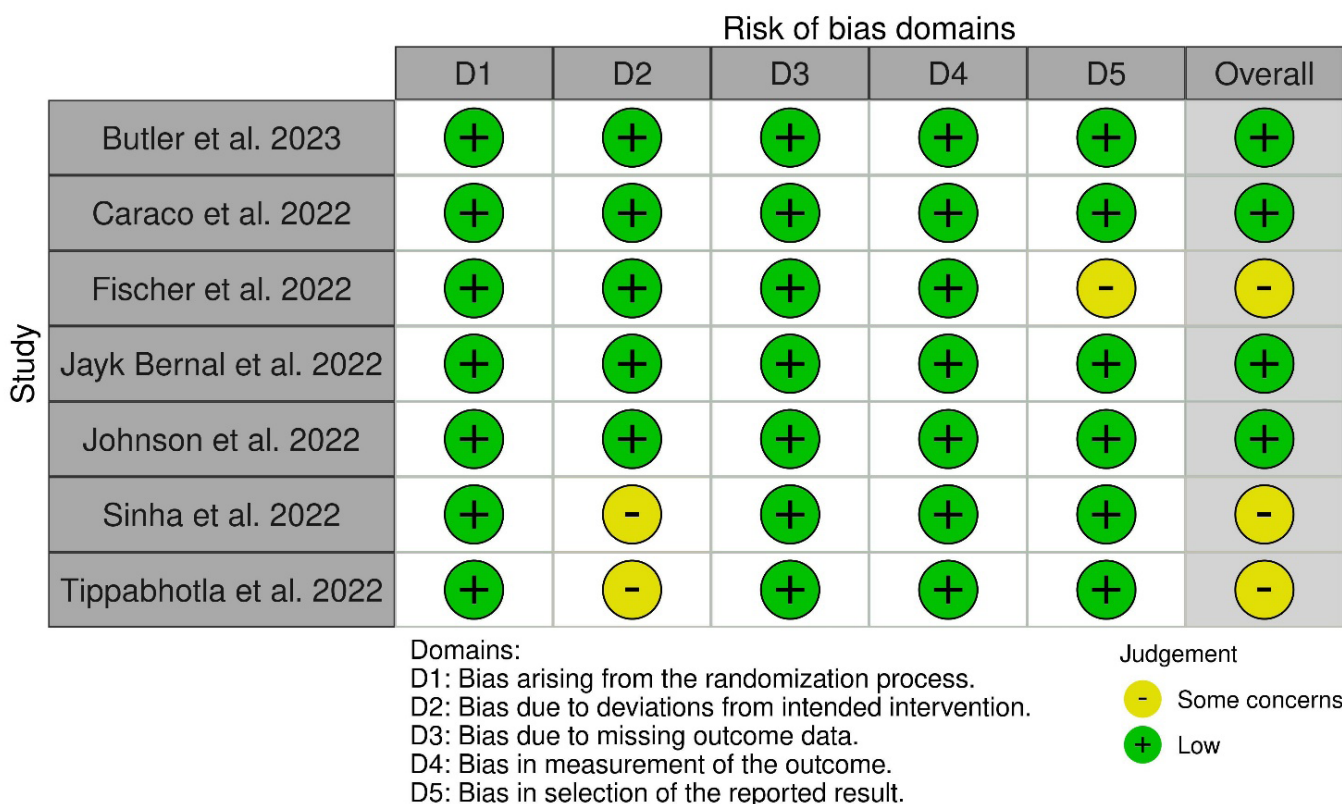 Risk of bias domains
D1 D2 D3 D4 D5 Overall
Study
Butler et al. 2023 + + + + + +
Caraco et al. 2022 + + + + + +
Fischer et al. 2022 + + + + - -
Jayk Bernal et al. 2022 + + + + + +
Johnson et al. 2022 + + + + + +
Sinha et al. 2022 + - + + + -
Tippabhotla et al. 2022 + - + + + -
Domains:
D1: Bias arising from the randomization process.
D2: Bias due to deviations from intended intervention.
D3: Bias due to missing outcome data.
D4: Bias in measurement of the outcome.
D5: Bias in selection of the reported result.
Judgement
- Some concerns
+ Low